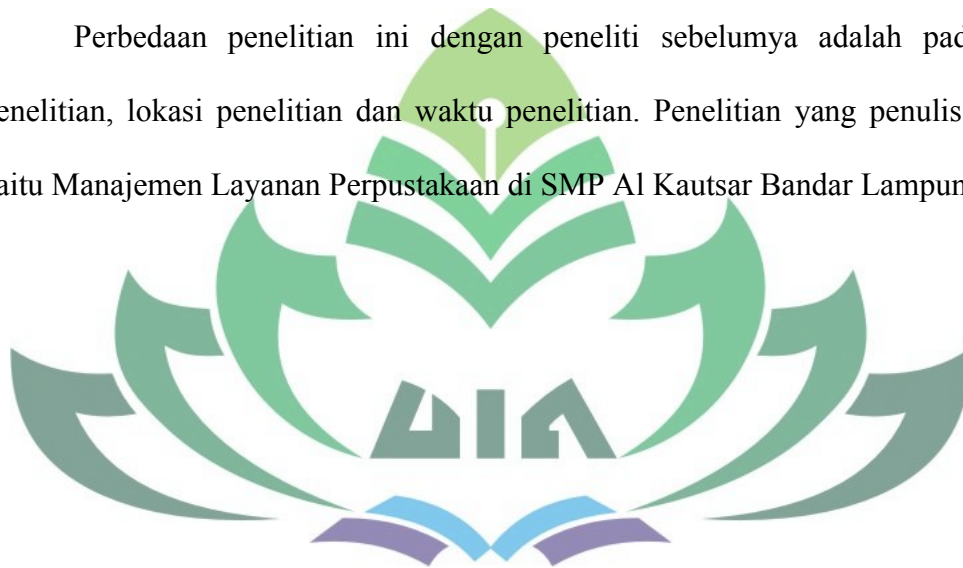 Perbedaan penelitian ini dengan peneliti sebelumya adalah pad
enelitian, lokasi penelitian dan waktu penelitian. Penelitian yang penulis
aitu Manajemen Layanan Perpustakaan di SMP Al Kautsar Bandar Lampun
UIN